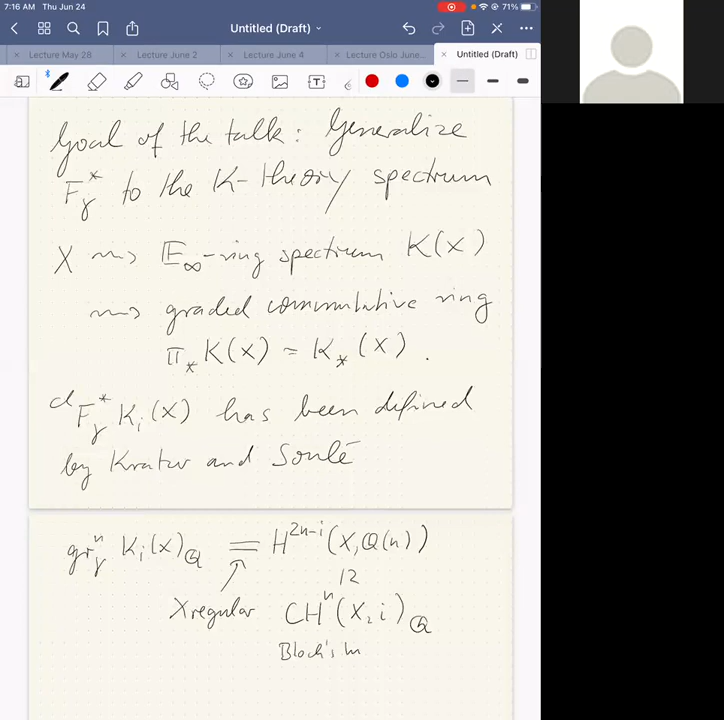 7:16 AM Thu Jun 24
71%
Untitled (Draft)
Lecture May 28
Lecture June 2
Lecture June 4
Lecture Oslo June...
Untitled (Draft)
Goal of the talk: Generalize
F_γ^* to the K-theory spectrum
X ⇝ E_∞-ring spectrum K(X)
⇝ graded commutative ring
π_* K(X) = K_*(X).
^{cl}F_γ^* K_i(X) has been defined
by Kratzer and Soulé
gr_γ^n K_i(X)_ℚ = H^{2n-i}(X, ℚ(n))
X regular CH^n(X, i)_ℚ
Bloch's